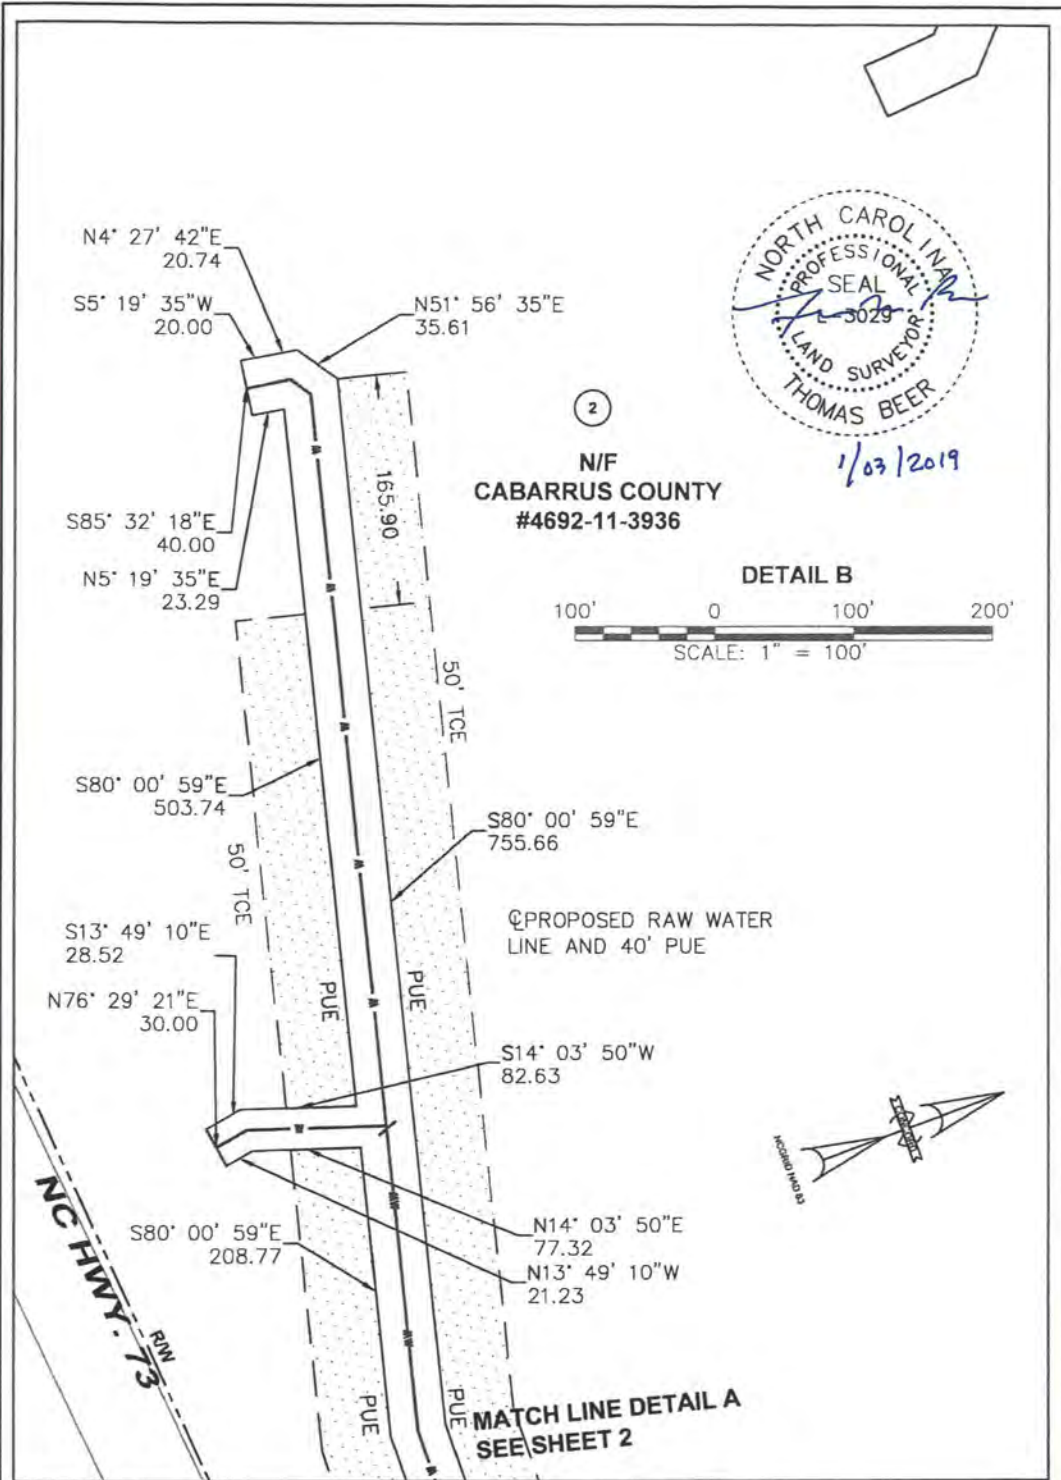 N4° 27' 42"E
20.74
S5° 19' 35"W
20.00
N51° 56' 35"E
35.61
NORTH CAROLINA
PROFESSIONAL
SEAL
L-3029
LAND SURVEYOR
THOMAS BEER
1/03/2019
2
N/F
CABARRUS COUNTY
#4692-11-3936
165.90
S85° 32' 18"E
40.00
N5° 19' 35"E
23.29
DETAIL B
100' 0 100' 200'
SCALE: 1" = 100'
50' TCE
S80° 00' 59"E
503.74
S80° 00' 59"E
755.66
50' TCE
℄PROPOSED RAW WATER
LINE AND 40' PUE
S13° 49' 10"E
28.52
PUE
PUE
N76° 29' 21"E
30.00
S14° 03' 50"W
82.63
CONCORD
NCGRID NAD 83
NC HWY. 73
R/W
S80° 00' 59"E
208.77
N14° 03' 50"E
77.32
N13° 49' 10"W
21.23
PUE
PUE
MATCH LINE DETAIL A
SEE SHEET 2